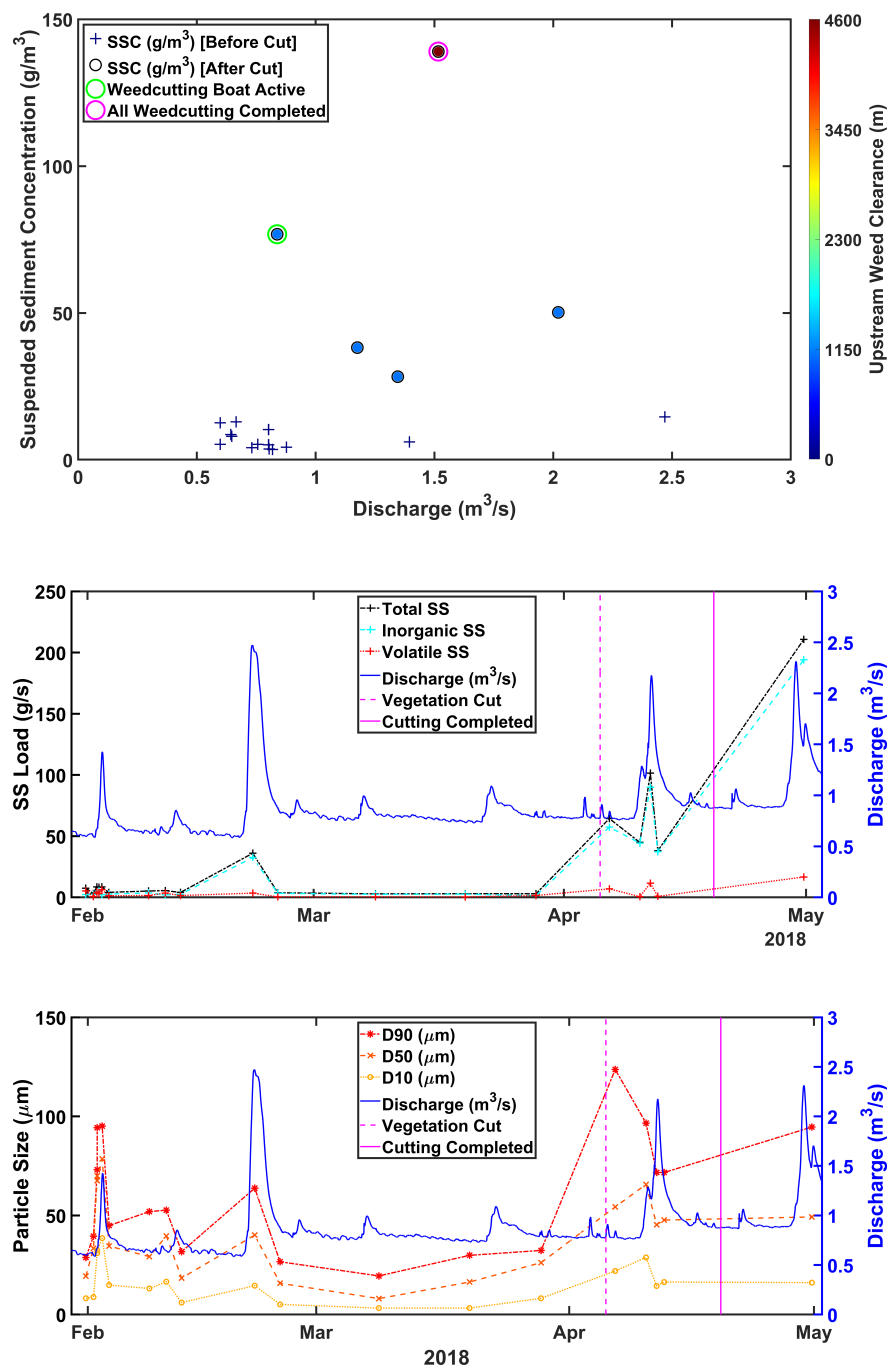 150
100
50
0
Suspended Sediment Concentration (g/m³)
SSC (g/m³) [Before Cut]
SSC (g/m³) [After Cut]
Weedcutting Boat Active
All Weedcutting Completed
0 0.5 1 1.5 2 2.5 3
Discharge (m³/s)
4600
3450
2300
1150
0
Upstream Weed Clearance (m)
250
200
150
100
50
0
SS Load (g/s)
Total SS
Inorganic SS
Volatile SS
Discharge (m³/s)
Vegetation Cut
Cutting Completed
3
2.5
2
1.5
1
0.5
0
Discharge (m³/s)
Feb Mar Apr May
2018
150
100
50
0
Particle Size (μm)
D90 (μm)
D50 (μm)
D10 (μm)
Discharge (m³/s)
Vegetation Cut
Cutting Completed
3
2.5
2
1.5
1
0.5
0
Discharge (m³/s)
Feb Mar Apr May
2018